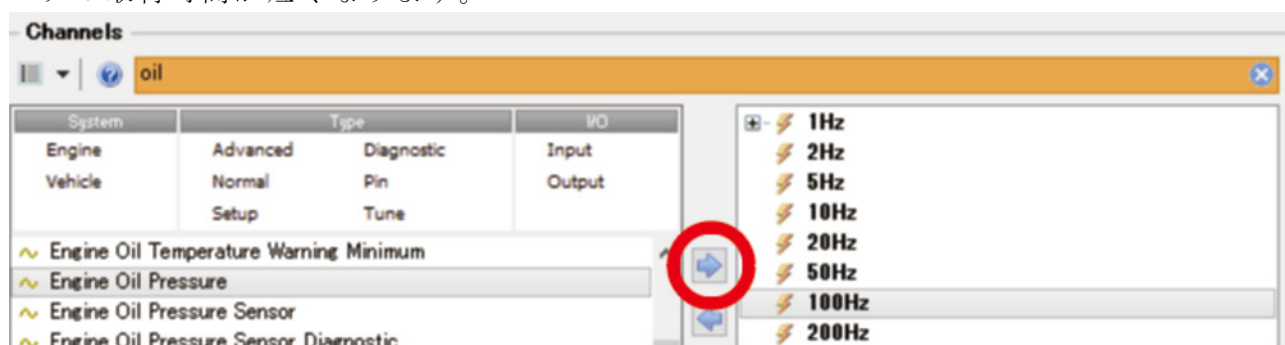 Channels
oil
System Type I/O
Engine Advanced Diagnostic Input
Vehicle Normal Pin Output
Setup Tune
Engine Oil Temperature Warning Minimum
Engine Oil Pressure
Engine Oil Pressure Sensor
Engine Oil Pressure Sensor Diagnostic
1Hz
2Hz
5Hz
10Hz
20Hz
50Hz
100Hz
200Hz